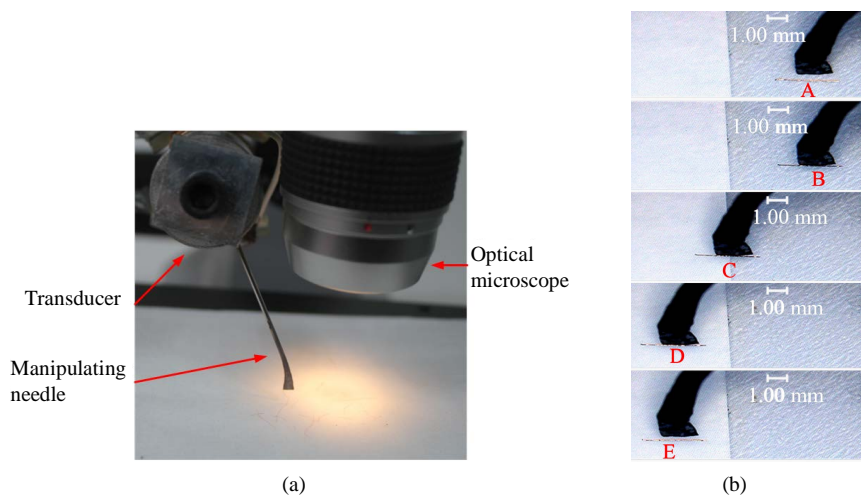 Transducer
Manipulating
needle
Optical
microscope
(a)
1.00 mm
A
1.00 mm
B
1.00 mm
C
1.00 mm
D
1.00 mm
E
(b)